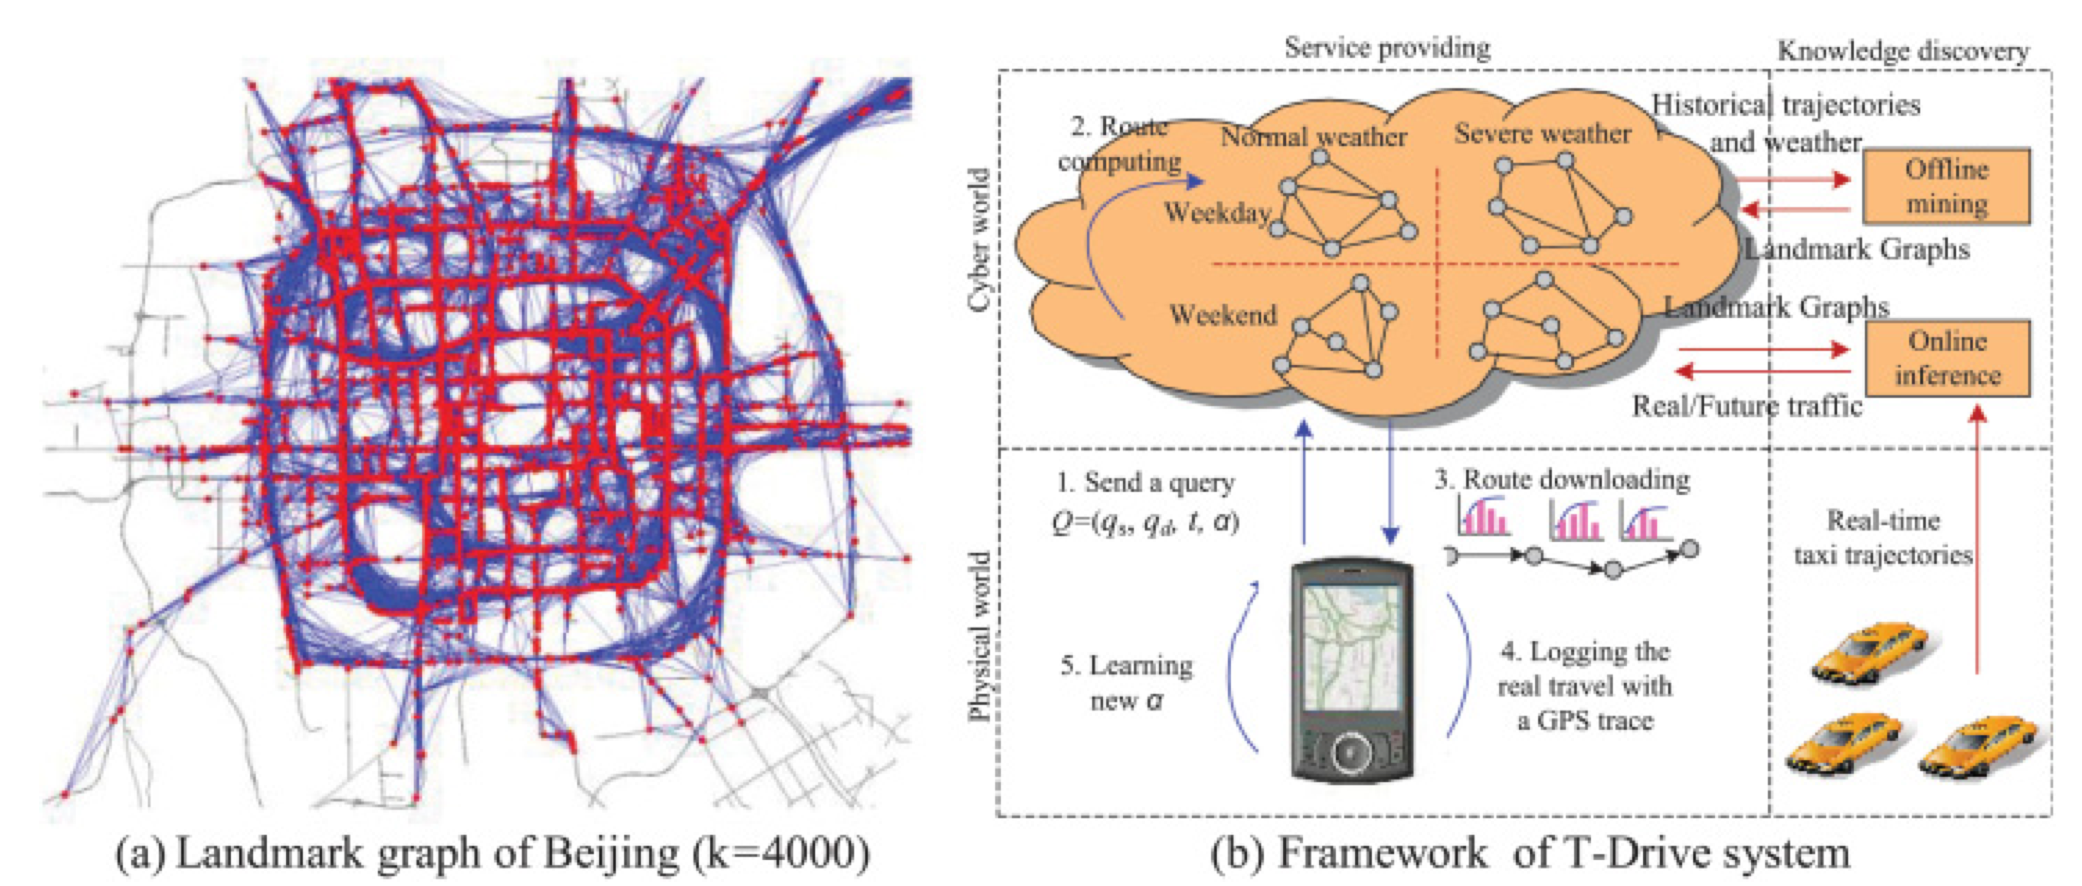 Service providing
Knowledge discovery
Cyber world
2. Route
computing
Normal weather
Severe weather
Historical trajectories
and weather
Offline
mining
Weekday
Landmark Graphs
Weekend
Landmark Graphs
Online
inference
Real/Future traffic
Physical world
1. Send a query
Q=(qs, qd, t, α)
3. Route downloading
Real-time
taxi trajectories
5. Learning
new α
4. Logging the
real travel with
a GPS trace
(a) Landmark graph of Beijing (k=4000)
(b) Framework of T-Drive system